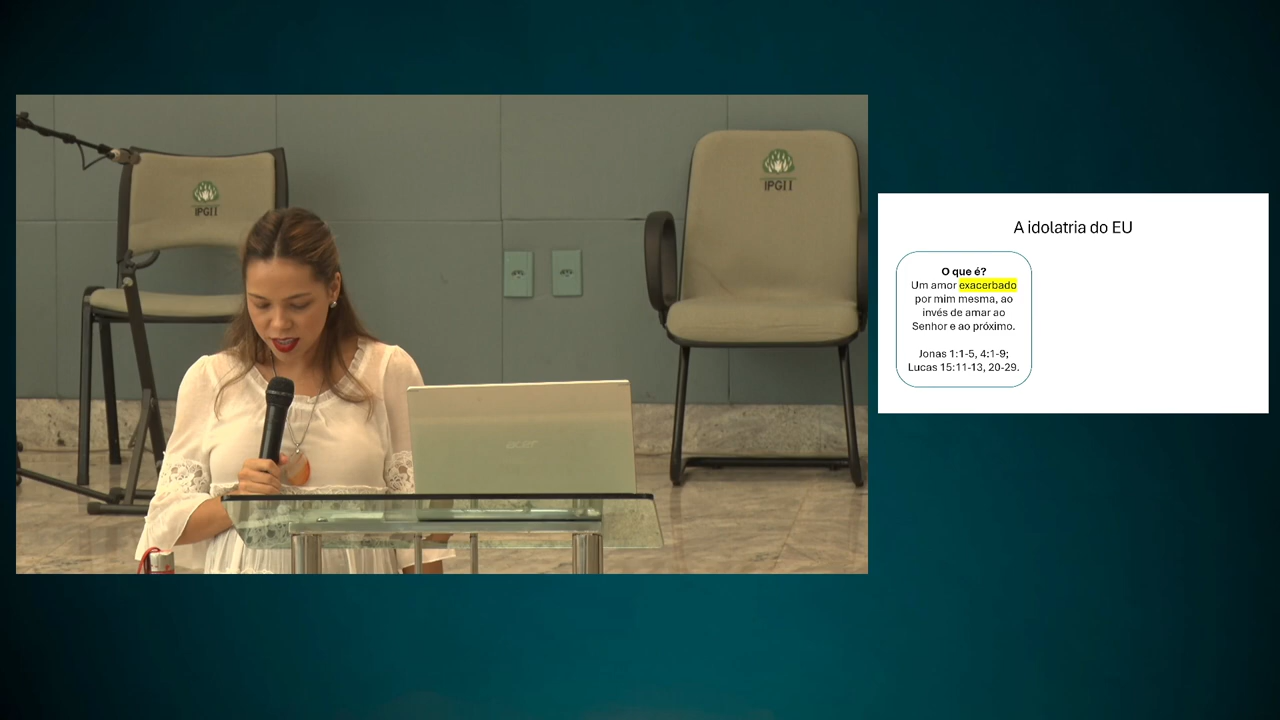 IPGII
IPGII
acer
A idolatria do EU
O que é?
Um amor exacerbado
por mim mesma, ao
invés de amar ao
Senhor e ao próximo.
Jonas 1:1-5, 4:1-9;
Lucas 15:11-13, 20-29.